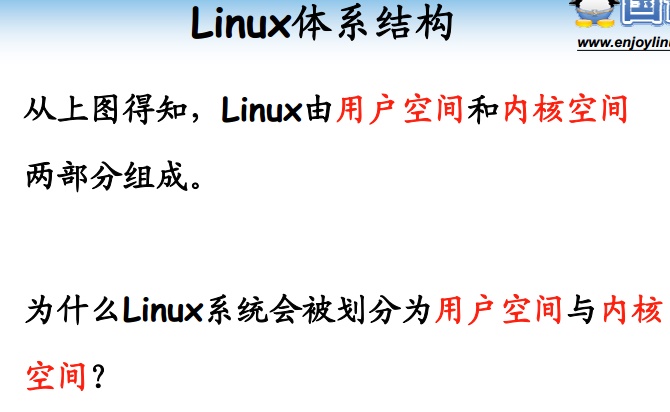 Linux体系结构
www.enjoylinu
从上图得知，Linux由用户空间和内核空间
两部分组成。
为什么Linux系统会被划分为用户空间与内核
空间？